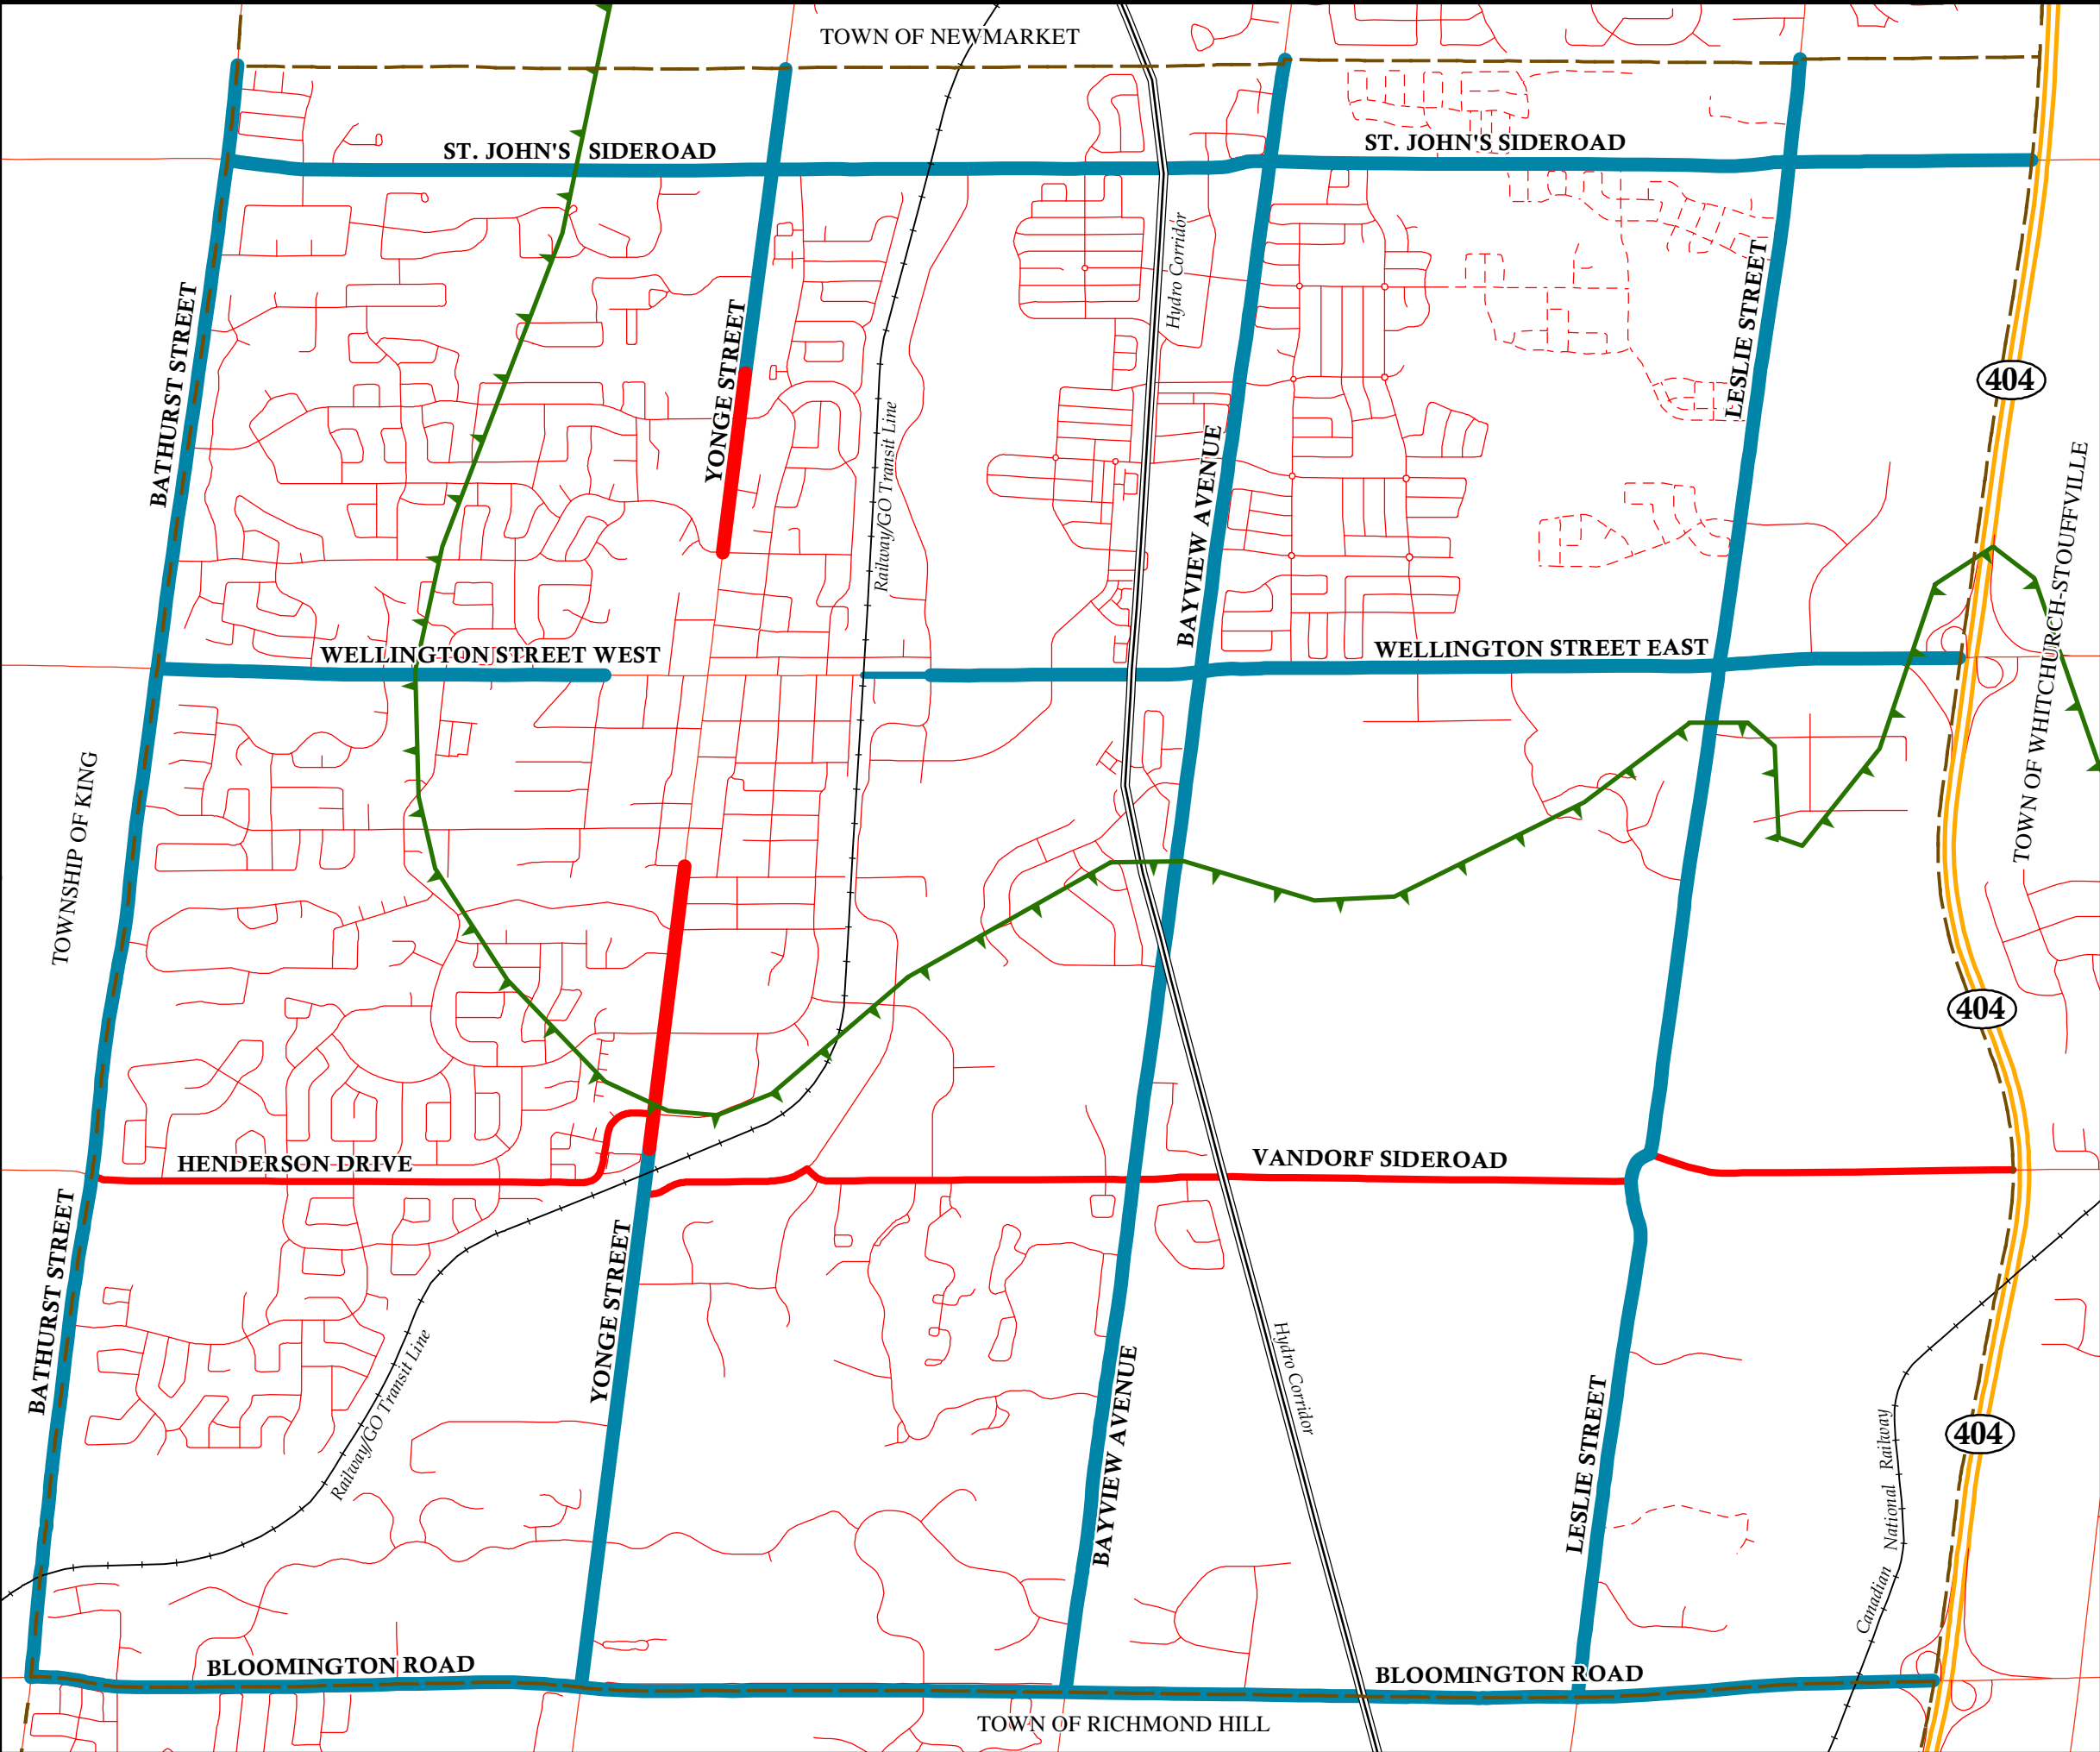 TOWN OF NEWMARKET
ST. JOHN'S SIDEROAD
ST. JOHN'S SIDEROAD
Hydro Corridor
BATHURST STREET
YONGE STREET
LESLIE STREET
404
Railway/GO Transit Line
BAYVIEW AVENUE
TOWN OF WHITCHURCH-STOUFFVILLE
WELLINGTON STREET WEST
WELLINGTON STREET EAST
TOWNSHIP OF KING
404
HENDERSON DRIVE
VANDORF SIDEROAD
BATHURST STREET
YONGE STREET
Railway/GO Transit Line
BAYVIEW AVENUE
Hydro Corridor
LESLIE STREET
404
Canadian National Railway
BLOOMINGTON ROAD
BLOOMINGTON ROAD
TOWN OF RICHMOND HILL